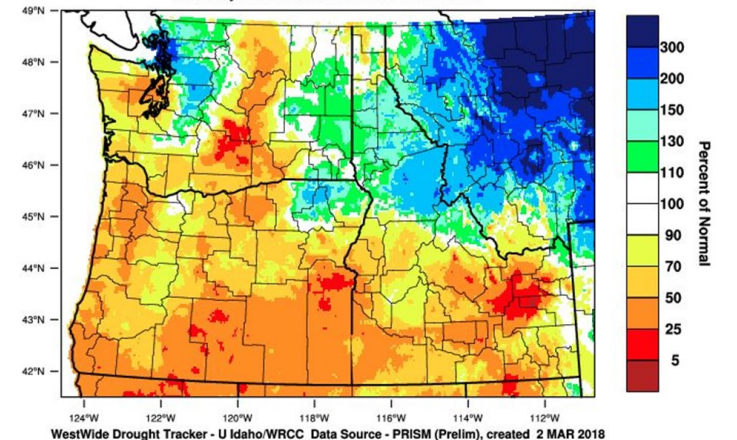 49°N
48°N
47°N
46°N
45°N
44°N
43°N
42°N
124°W 122°W 120°W 118°W 116°W 114°W 112°W
300
200
150
130
110
100
90
70
50
25
5
Percent of Normal
WestWide Drought Tracker - U Idaho/WRCC Data Source - PRISM (Prelim), created 2 MAR 2018